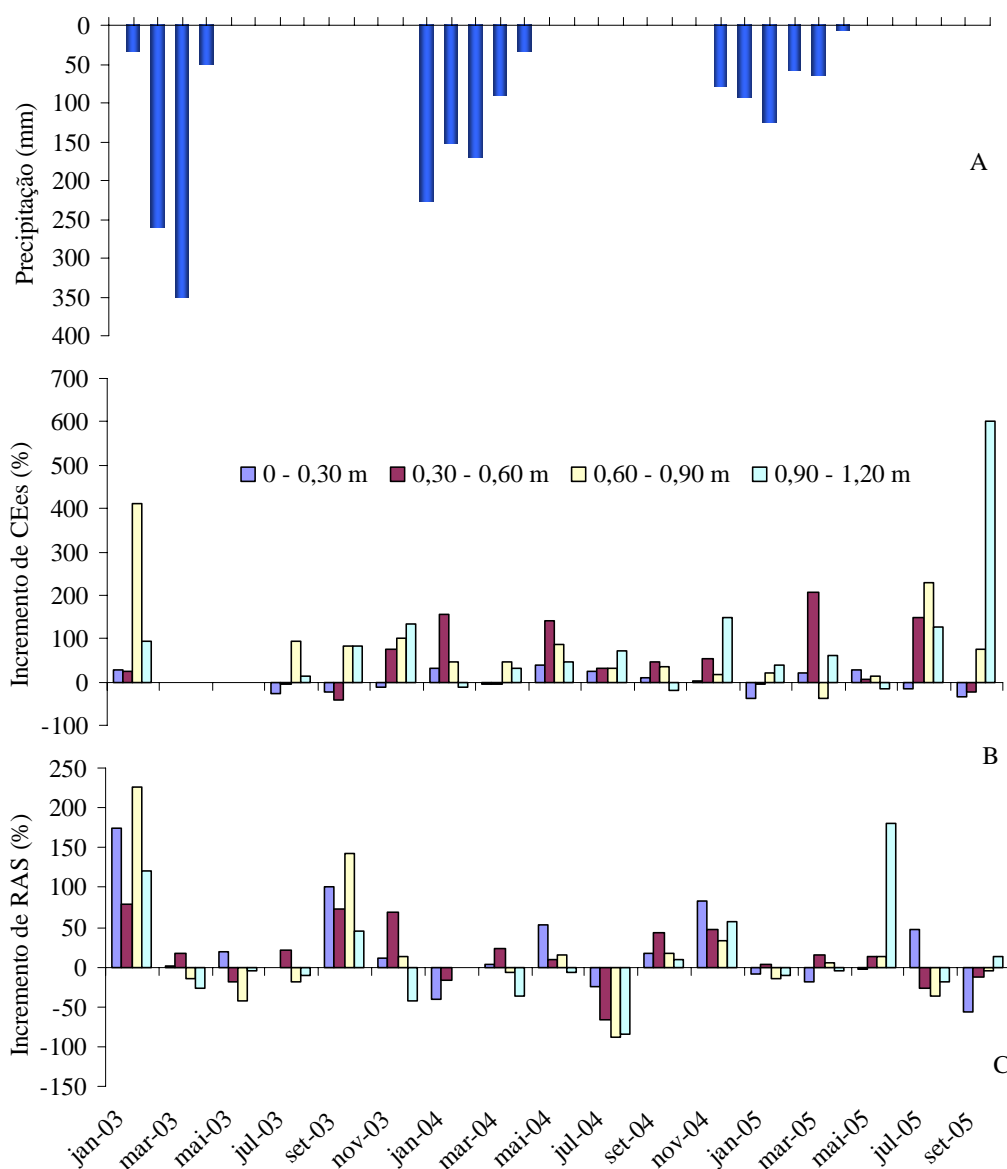 0
50
100
150
200
250
300
350
400
Precipitação (mm)
A
700
600
500
400
300
200
100
0
-100
Incremento de CEes (%)
0 - 0,30 m
0,30 - 0,60 m
0,60 - 0,90 m
0,90 - 1,20 m
B
250
200
150
100
50
0
-50
-100
-150
Incremento de RAS (%)
C
jan-03
mar-03
mai-03
jul-03
set-03
nov-03
jan-04
mar-04
mai-04
jul-04
set-04
nov-04
jan-05
mar-05
mai-05
jul-05
set-05